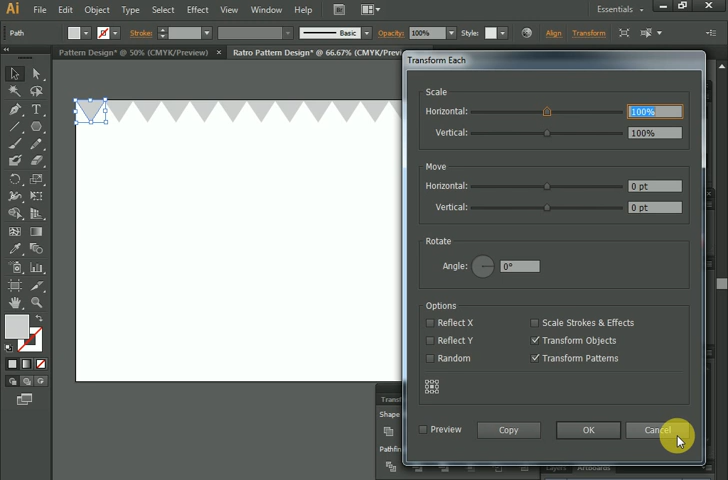 Ai File Edit Object Type Select Effect View Window Help Br Essentials
Path Stroke: Basic Opacity: 100% Style: Align Transform
Pattern Design* @ 50% (CMYK/Preview) × Ratro Pattern Design* @ 66.67% (CMYK/Previ
Transform Each
Scale
Horizontal: 100%
Vertical: 100%
Move
Horizontal: 0 pt
Vertical: 0 pt
Rotate
Angle: 0°
Options
Reflect X Scale Strokes & Effects
Reflect Y Transform Objects
Random Transform Patterns
Preview Copy OK Cancel
Transf
Shape
Pathfin
Artboards